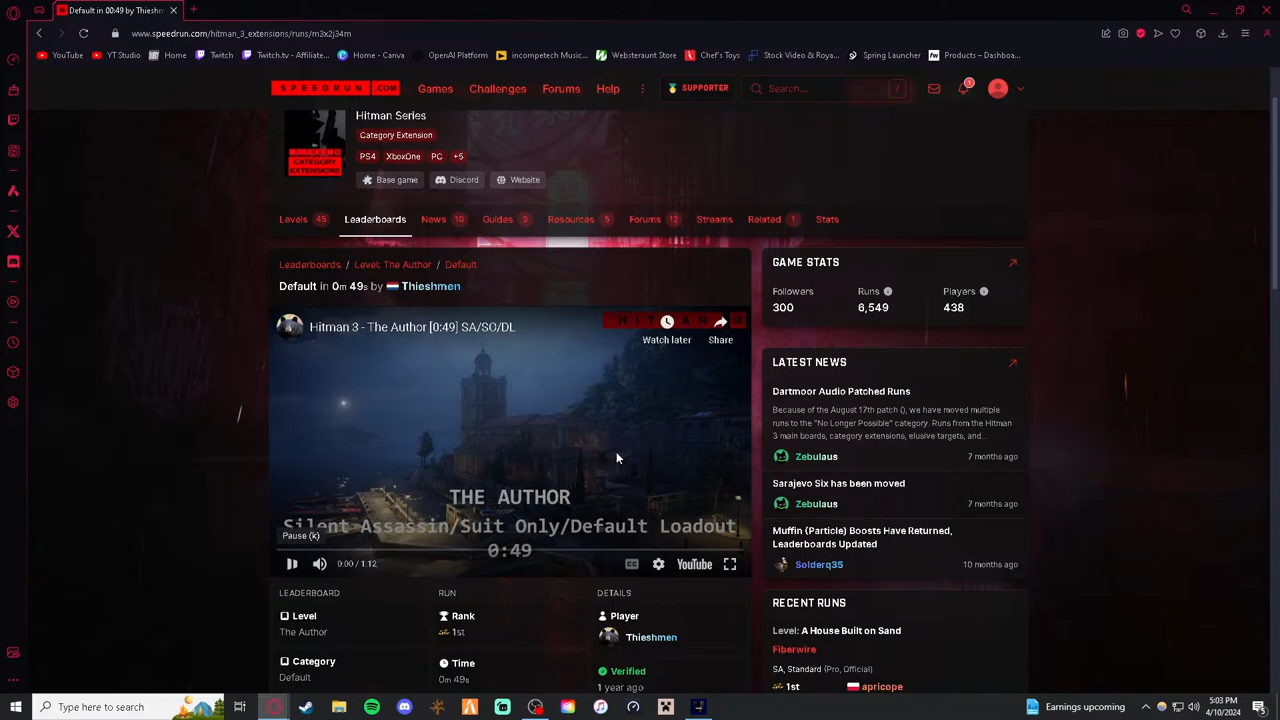 Default in 00:49 by Thieshm
www.speedrun.com/hitman_3_extensions/runs/m3x2j34m
YouTube YT Studio Twitch Twitch.tv - Affiliate... Home - Canva OpenAI Platform incompetech Music... Websteraunt Store Chef's Toys Stock Video & Roya... Spring Launcher Products – Dashboa...
SPEEDRUN.COM Games Challenges Forums Help SUPPORTER Search... / 1
Hitman Series
Category Extension
CATEGORY
EXTENSIONS
PS4 XboxOne PC +5
Base game Discord Website
Levels 45 Leaderboards News 10 Guides 3 Resources 5 Forums 12 Streams Related 1 Stats
Leaderboards / Level: The Author / Default
Default in 0m 49s by Thieshmen
Hitman 3 - The Author [0:49] SA/SO/DL
Watch later Share
THE AUTHOR
Silent Assassin/Suit Only/Default Loadout
0:49
Pause (k)
0:00 / 1:12 CC YouTube
LEADERBOARD RUN DETAILS
Level Rank Player
The Author 1st Thieshmen
Category Time Verified
Default 0m 49s 1 year ago
GAME STATS
Followers Runs Players
300 6,549 438
LATEST NEWS
Dartmoor Audio Patched Runs
Because of the August 17th patch (), we have moved multiple
runs to the "No Longer Possible" category. Runs from the Hitman
3 main boards, category extensions, elusive targets, and...
Zebulaus 7 months ago
Sarajevo Six has been moved
Zebulaus 7 months ago
Muffin (Particle) Boosts Have Returned,
Leaderboards Updated
Solderq35 10 months ago
RECENT RUNS
Level: A House Built on Sand
Fiberwire
SA, Standard (Pro, Official)
1st apricope
Type here to search
Earnings upcoming
5:03 PM
4/10/2024